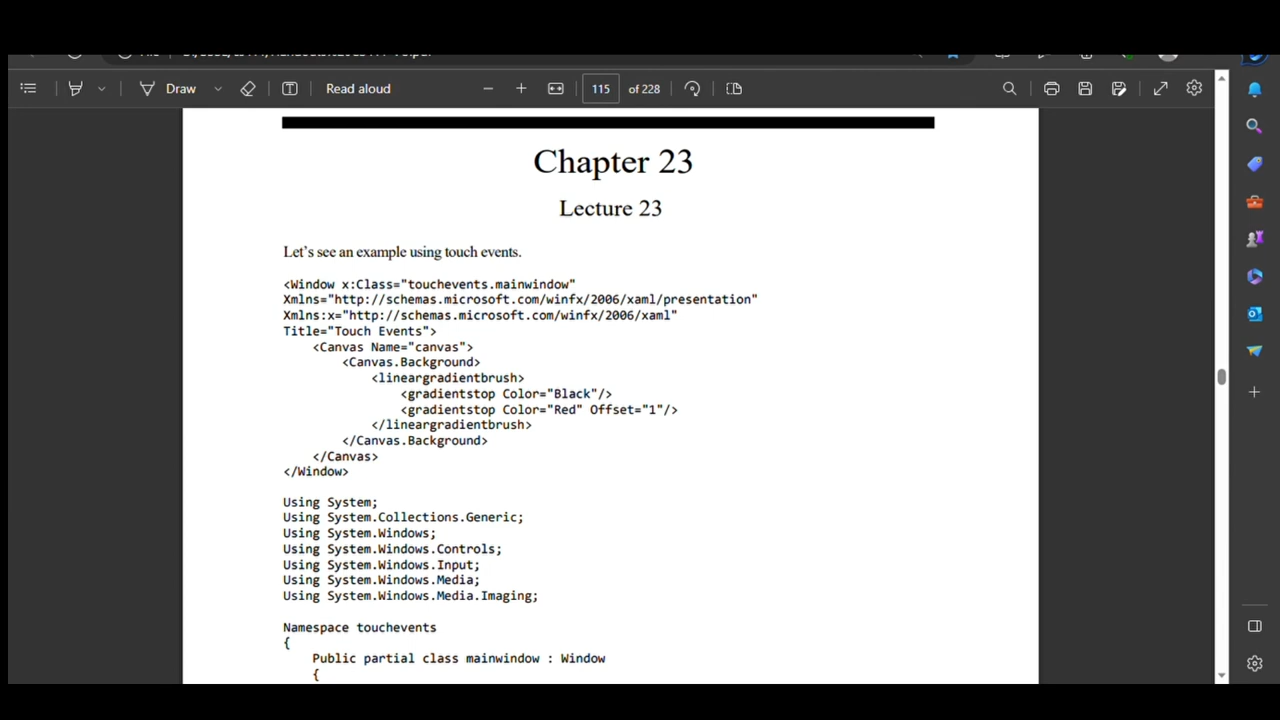 Draw
Read aloud
115 of 228
Chapter 23
Lecture 23
Let's see an example using touch events.
<Window x:Class="touchevents.mainwindow"
Xmlns="http://schemas.microsoft.com/winfx/2006/xaml/presentation"
Xmlns:x="http://schemas.microsoft.com/winfx/2006/xaml"
Title="Touch Events">
<Canvas Name="canvas">
<Canvas.Background>
<lineargradientbrush>
<gradientstop Color="Black"/>
<gradientstop Color="Red" Offset="1"/>
</lineargradientbrush>
</Canvas.Background>
</Canvas>
</Window>
Using System;
Using System.Collections.Generic;
Using System.Windows;
Using System.Windows.Controls;
Using System.Windows.Input;
Using System.Windows.Media;
Using System.Windows.Media.Imaging;
Namespace touchevents
{
Public partial class mainwindow : Window
{